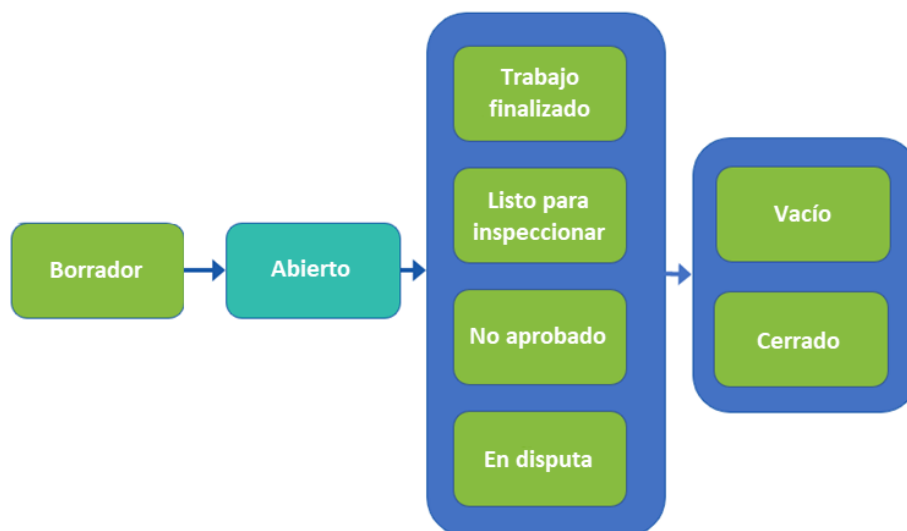 Borrador
Abierto
Trabajo
finalizado
Listo para
inspeccionar
No aprobado
En disputa
Vacío
Cerrado